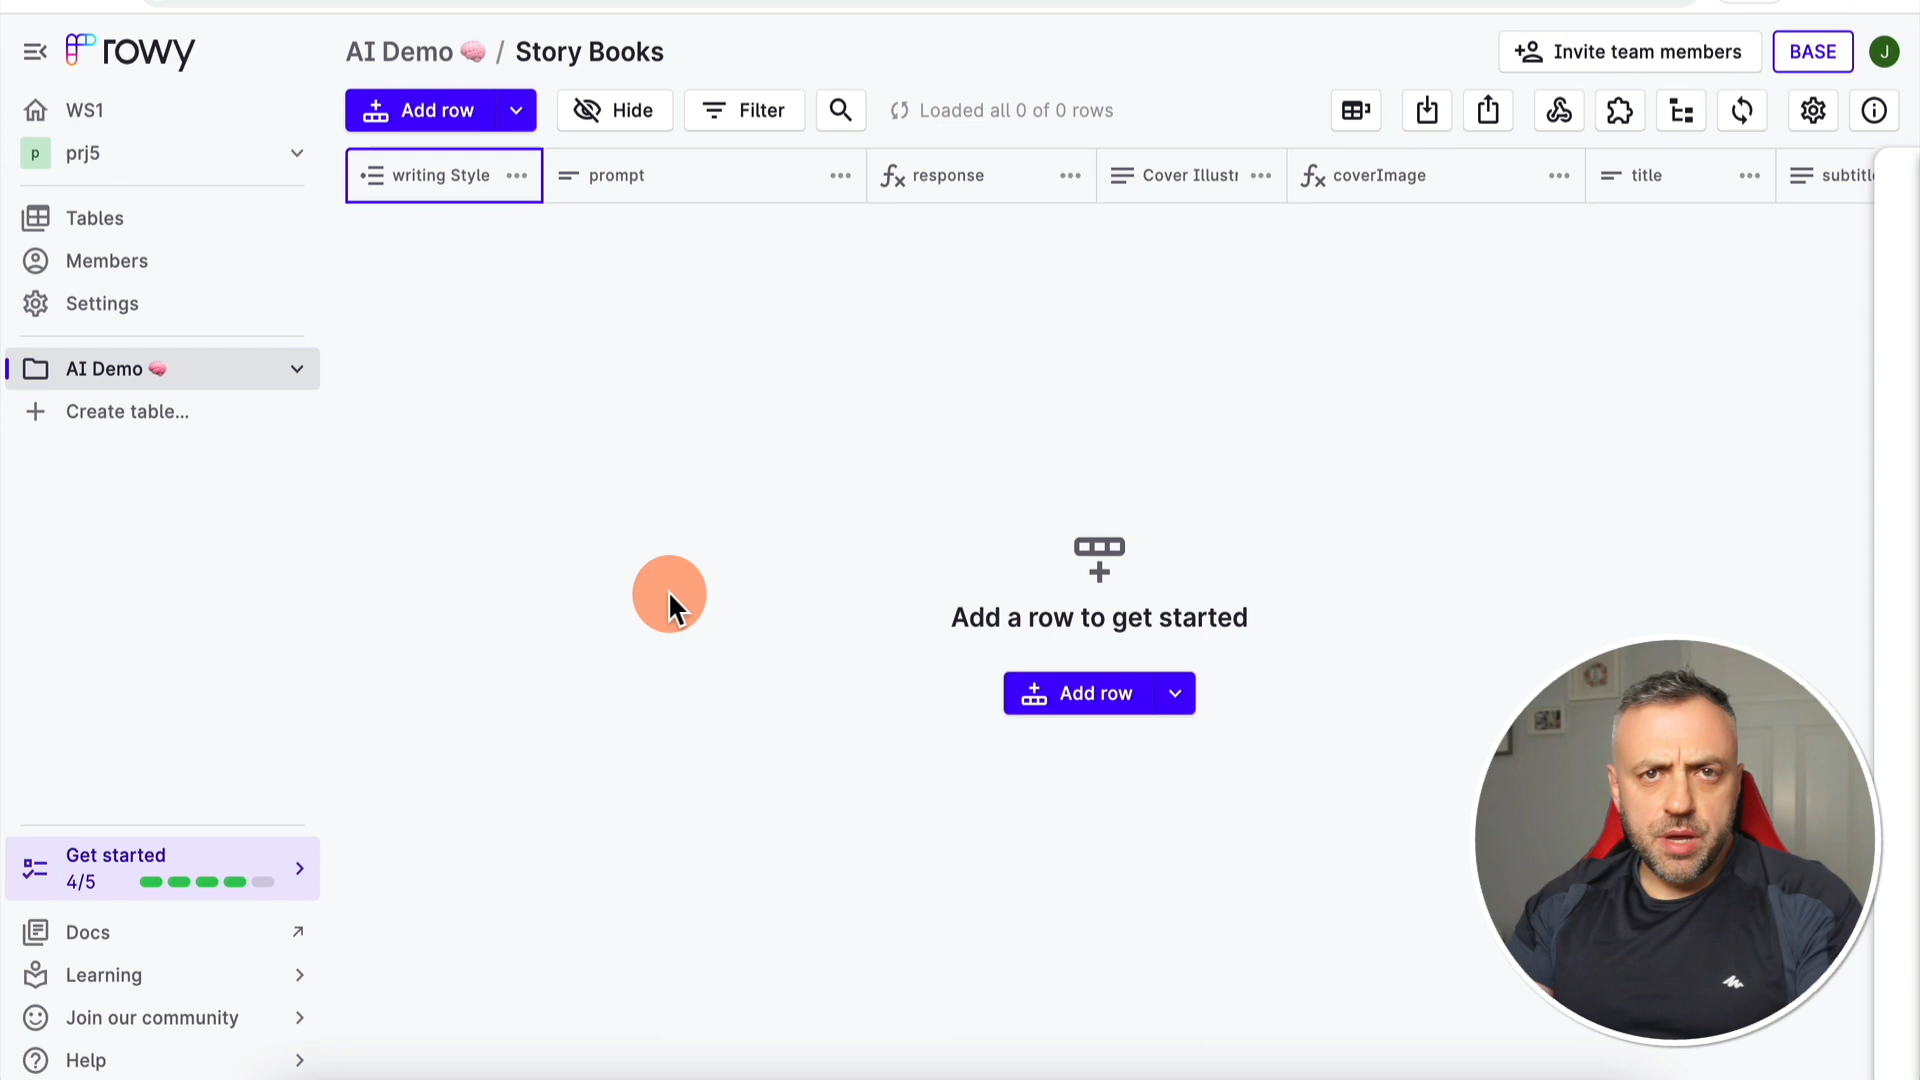 rowy
AI Demo 🧠 / Story Books
Invite team members
BASE
J
WS1
p prj5
Add row
Hide
Filter
Loaded all 0 of 0 rows
writing Style
prompt
response
Cover Illustr
coverImage
title
subtitle
Tables
Members
Settings
AI Demo 🧠
Create table...
Add a row to get started
Add row
Get started
4/5
Docs
Learning
Join our community
Help